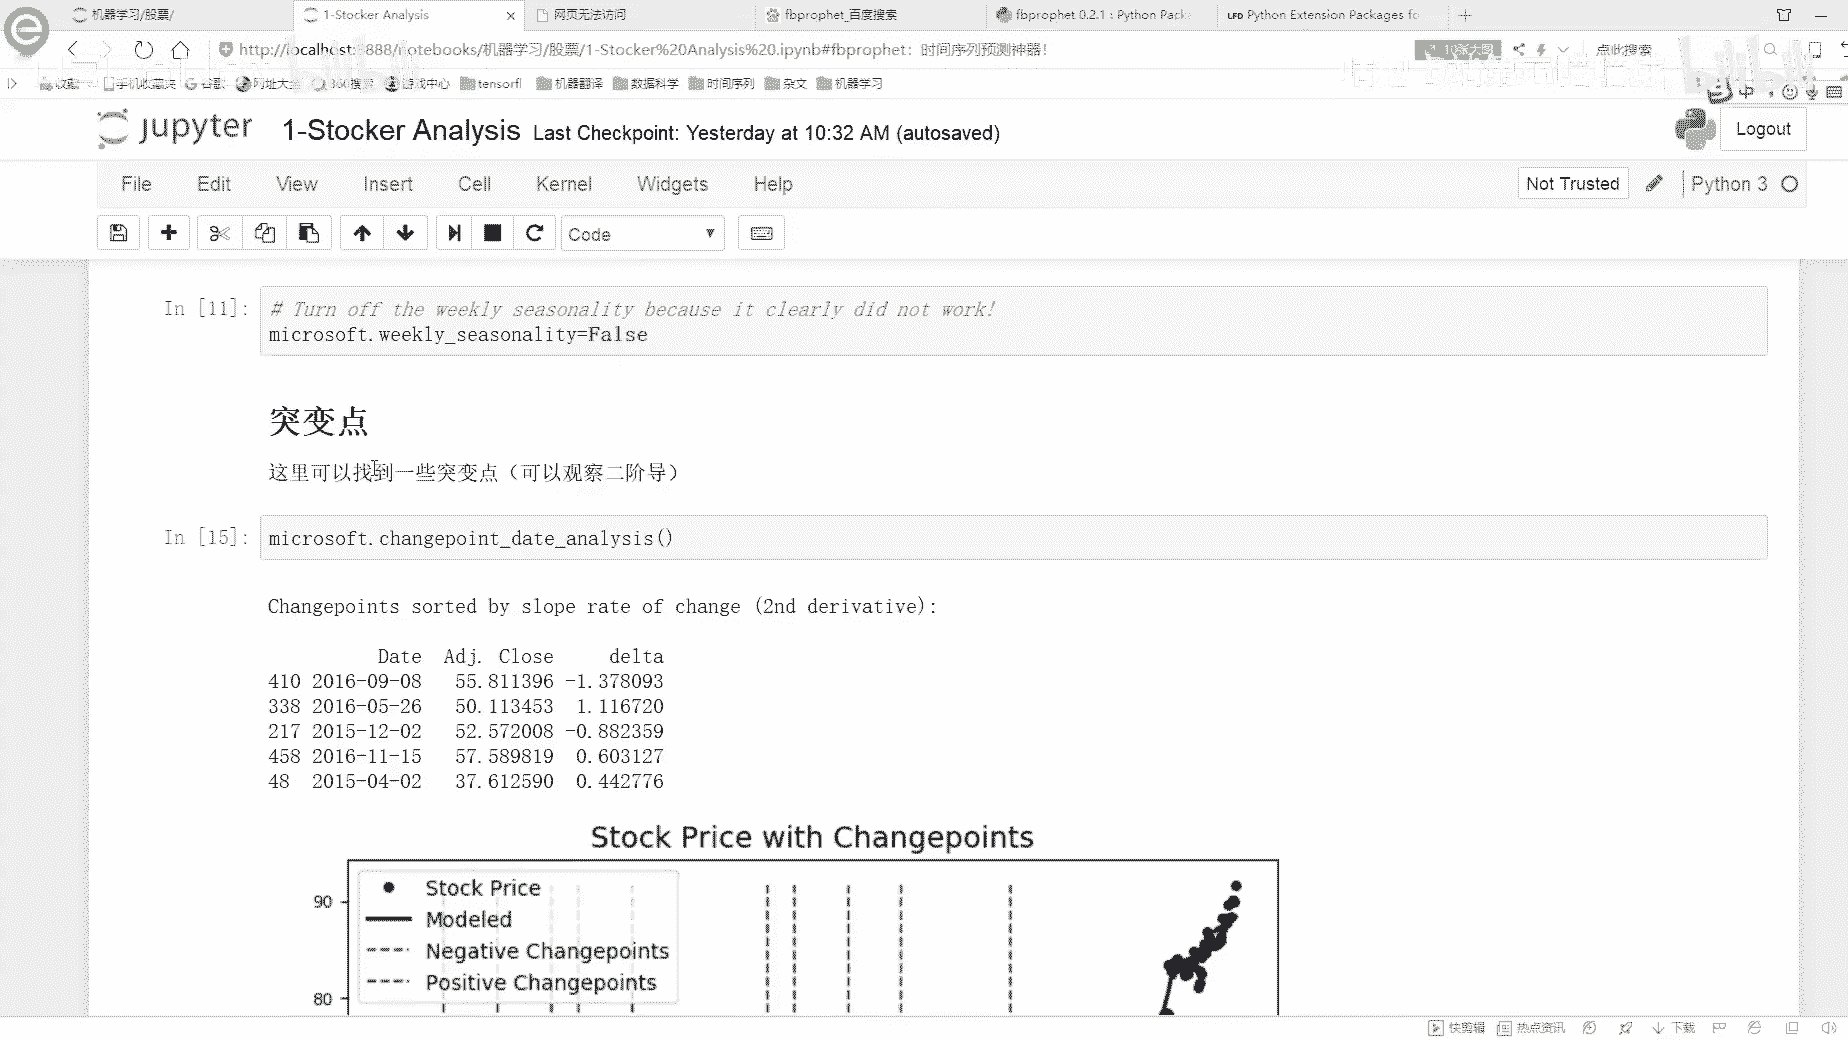 机器学习/股票/
1-Stocker Analysis
网页无法访问
fbprophet_百度搜索
fbprophet 0.2.1 : Python Pack
LFD Python Extension Packages fo
http://localhost:8888/notebooks/机器学习/股票/1-Stocker%20Analysis%20.ipynb#fbprophet：时间序列预测神器！
10张大图
点此搜索
收藏
手机收藏夹
谷歌
网址大全
360搜索
游戏中心
tensorfl
机器翻译
数据科学
时间序列
杂文
机器学习
中
jupyter
1-Stocker Analysis
Last Checkpoint: Yesterday at 10:32 AM (autosaved)
Logout
File
Edit
View
Insert
Cell
Kernel
Widgets
Help
Not Trusted
Python 3
Code
In [11]:
# Turn off the weekly seasonality because it clearly did not work!
microsoft.weekly_seasonality=False
突变点
这里可以找到一些突变点（可以观察二阶导）
In [15]:
microsoft.changepoint_date_analysis()
Changepoints sorted by slope rate of change (2nd derivative):
Date Adj. Close delta
410 2016-09-08 55.811396 -1.378093
338 2016-05-26 50.113453 1.116720
217 2015-12-02 52.572008 -0.882359
458 2016-11-15 57.589819 0.603127
48 2015-04-02 37.612590 0.442776
Stock Price with Changepoints
Stock Price
Modeled
Negative Changepoints
Positive Changepoints
90
80
快剪辑
热点资讯
下载